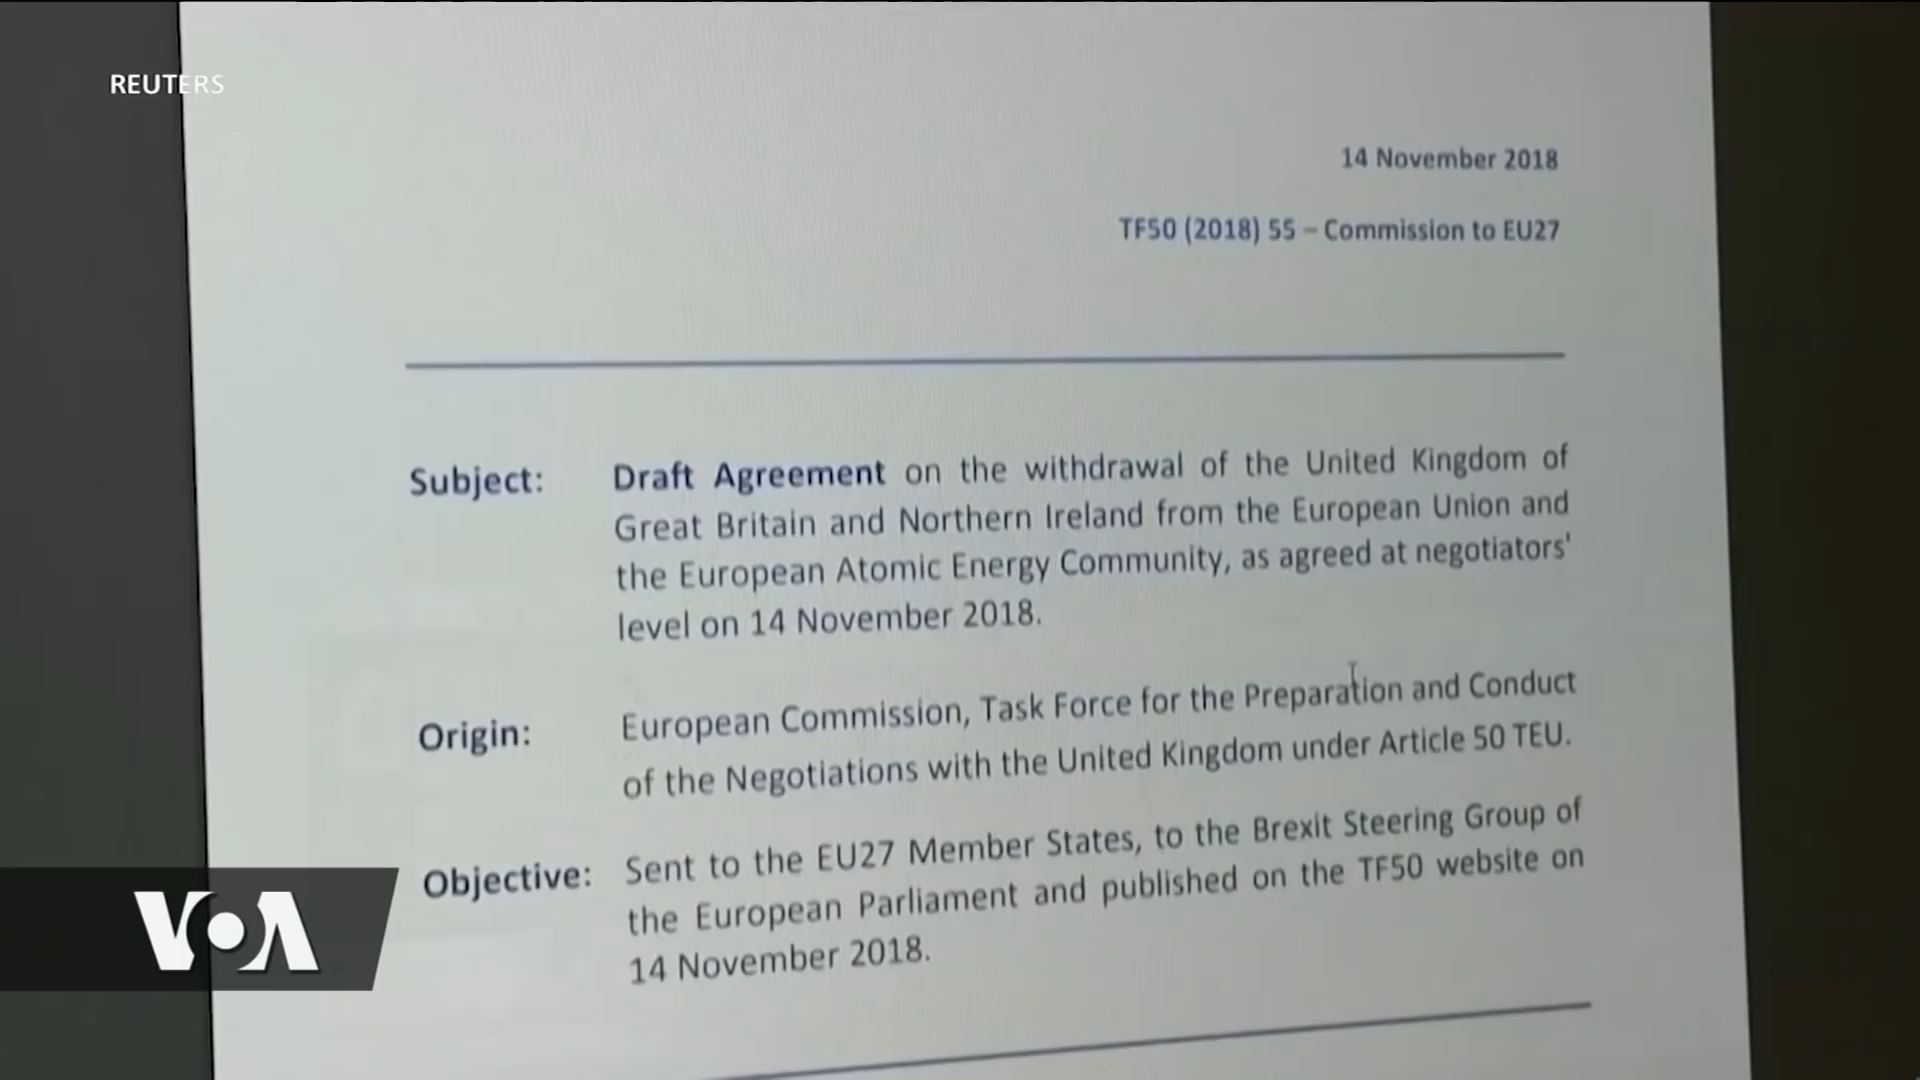 REUTERS
14 November 2018
TF50 (2018) 55 – Commission to EU27
Subject: Draft Agreement on the withdrawal of the United Kingdom of
Great Britain and Northern Ireland from the European Union and
the European Atomic Energy Community, as agreed at negotiators'
level on 14 November 2018.
Origin: European Commission, Task Force for the Preparation and Conduct
of the Negotiations with the United Kingdom under Article 50 TEU.
Objective: Sent to the EU27 Member States, to the Brexit Steering Group of
the European Parliament and published on the TF50 website on
14 November 2018.
VOA